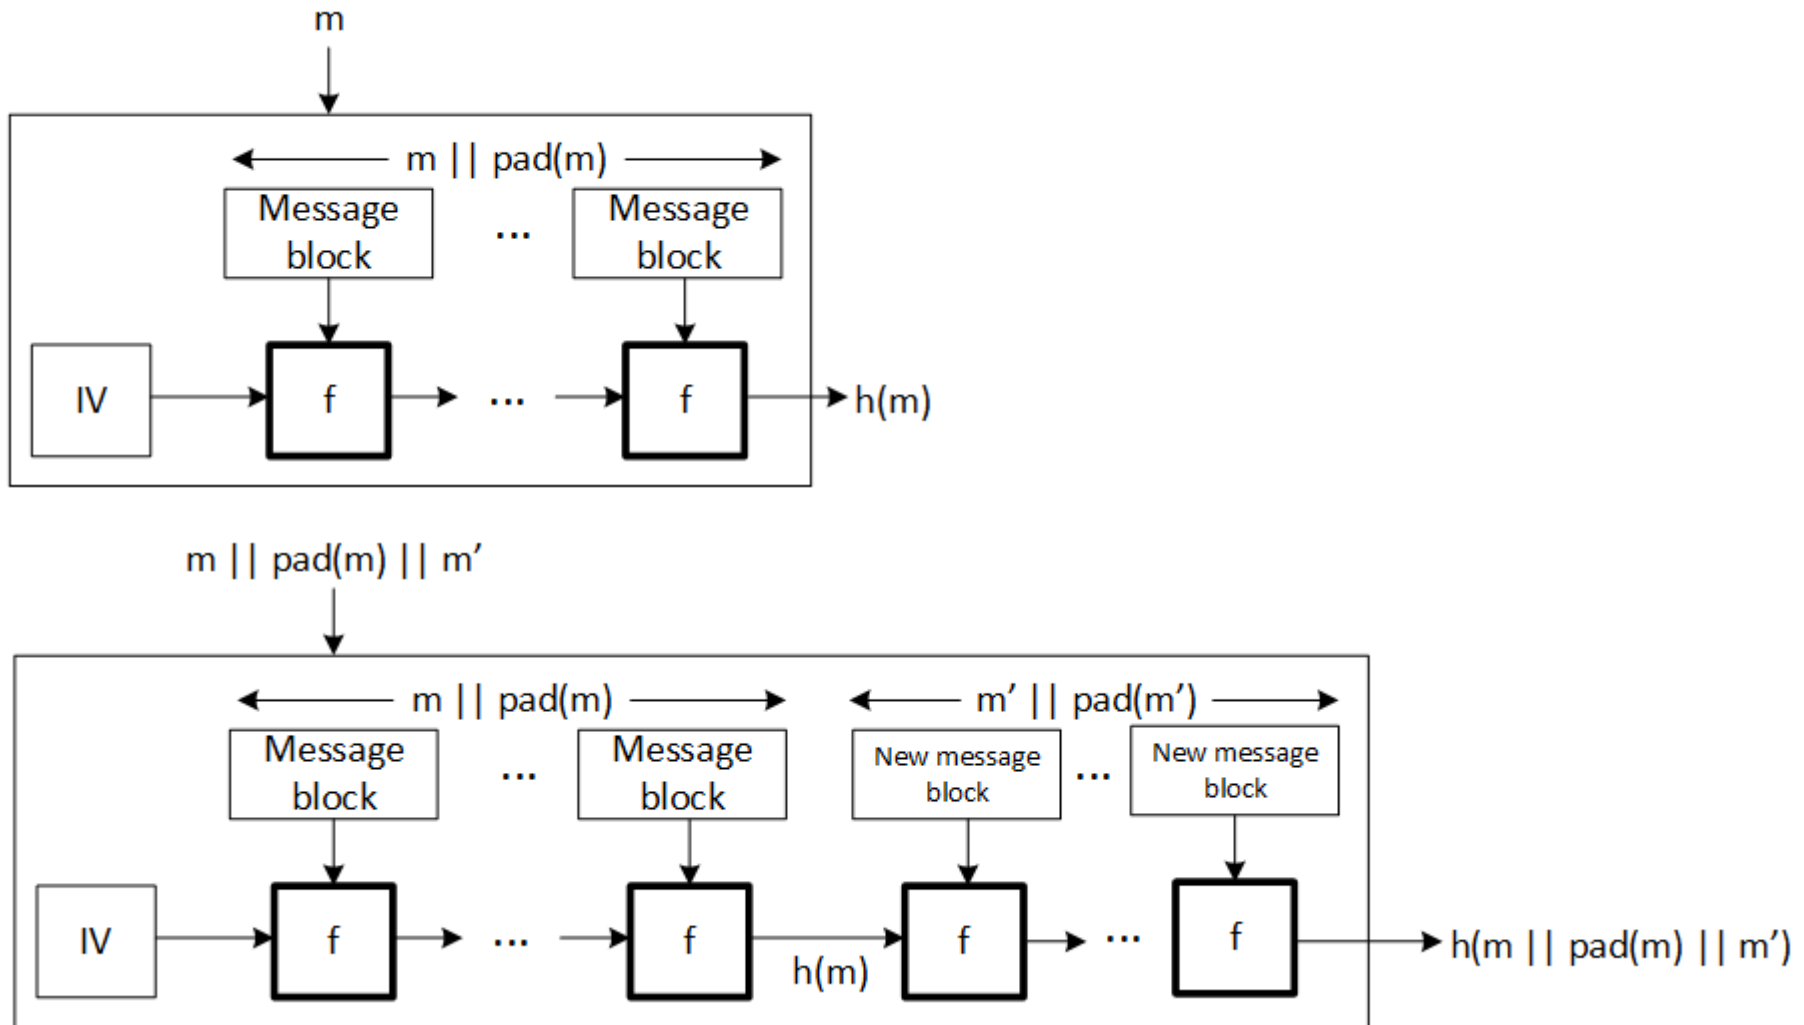 m
m || pad(m)
Message
block
...
Message
block
IV
f
...
f
h(m)
m || pad(m) || m’
m || pad(m)
m’ || pad(m’)
Message
block
...
Message
block
New message
block
...
New message
block
IV
f
...
f
h(m)
f
...
f
h(m || pad(m) || m’)